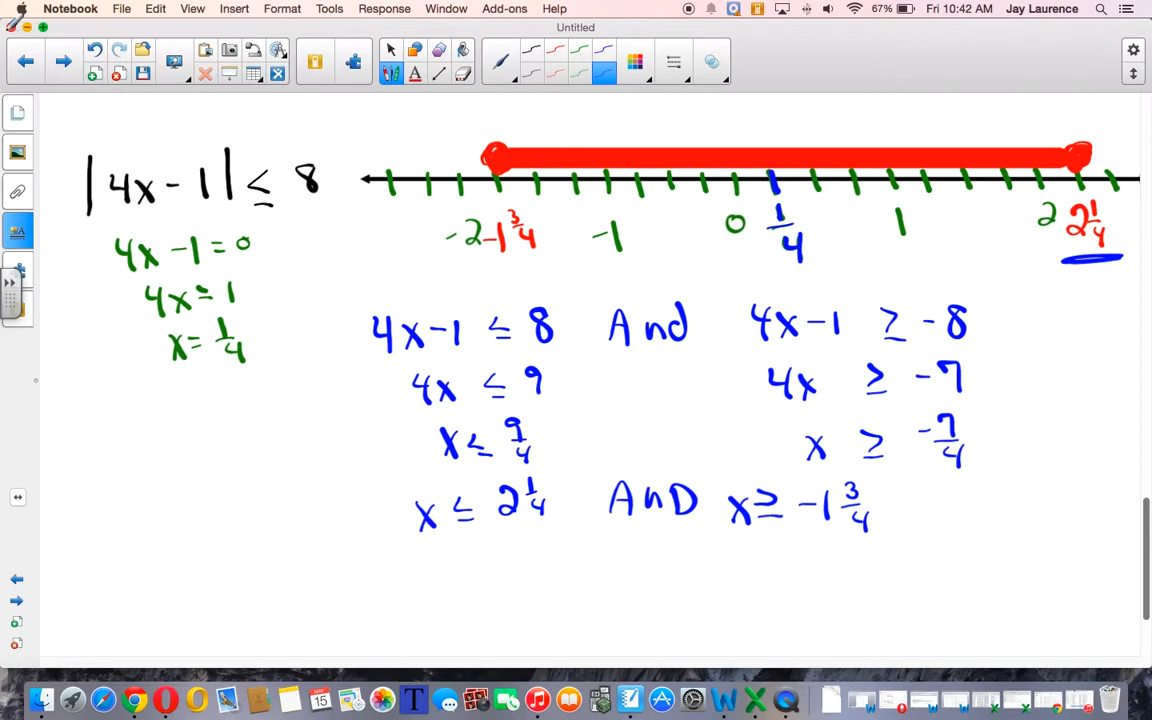 Notebook File Edit View Insert Format Tools Response Window Add-ons Help 67% Fri 10:42 AM Jay Laurence
Untitled
A
|4x - 1| ≤ 8
-2 -1 3/4 -1 0 1/4 1 2 2 1/4
4x - 1 = 0
4x = 1
x = 1/4
4x-1 ≤ 8 And 4x-1 ≥ -8
4x ≤ 9 4x ≥ -7
x ≤ 9/4 x ≥ -7/4
x ≤ 2 1/4 AnD x ≥ -1 3/4
MAR
15
T W X